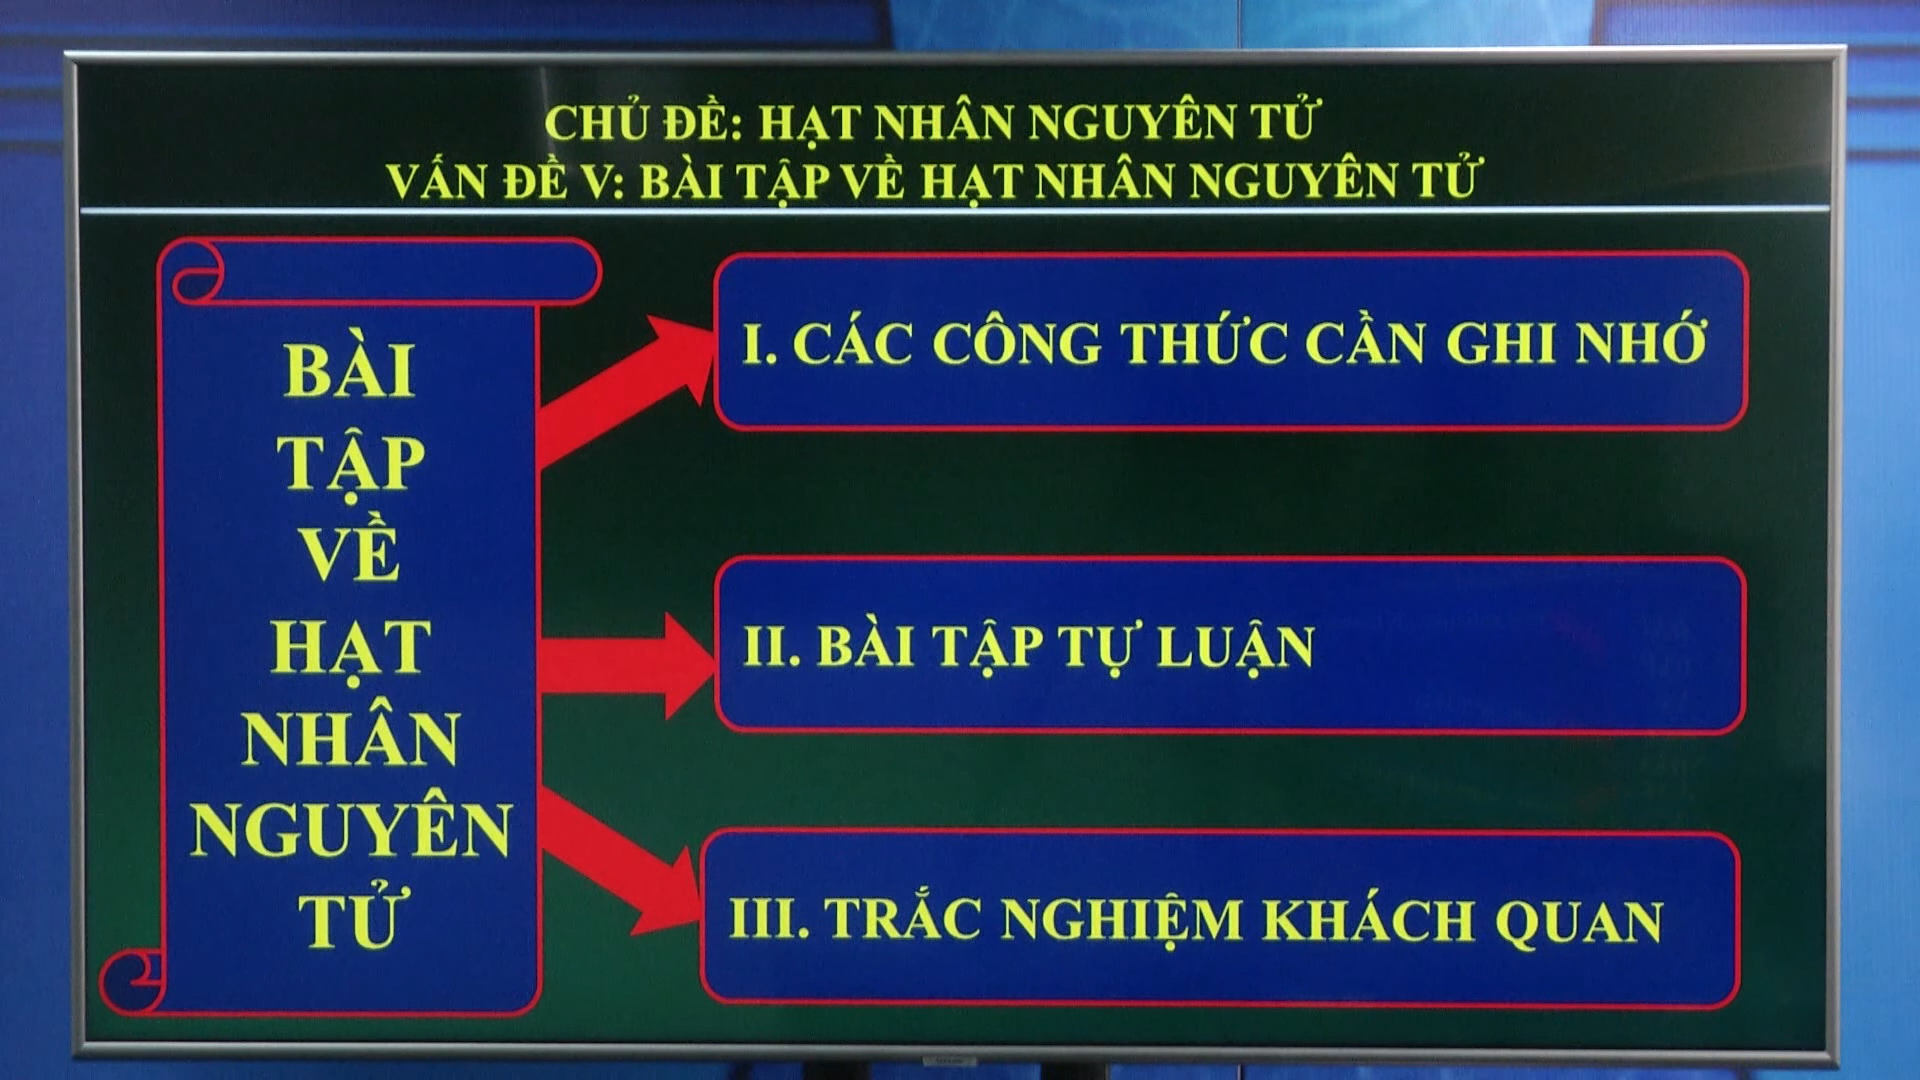 CHỦ ĐỀ: HẠT NHÂN NGUYÊN TỬ
VẤN ĐỀ V: BÀI TẬP VỀ HẠT NHÂN NGUYÊN TỬ
BÀI
TẬP
VỀ
HẠT
NHÂN
NGUYÊN
TỬ
I. CÁC CÔNG THỨC CẦN GHI NHỚ
II. BÀI TẬP TỰ LUẬN
III. TRẮC NGHIỆM KHÁCH QUAN